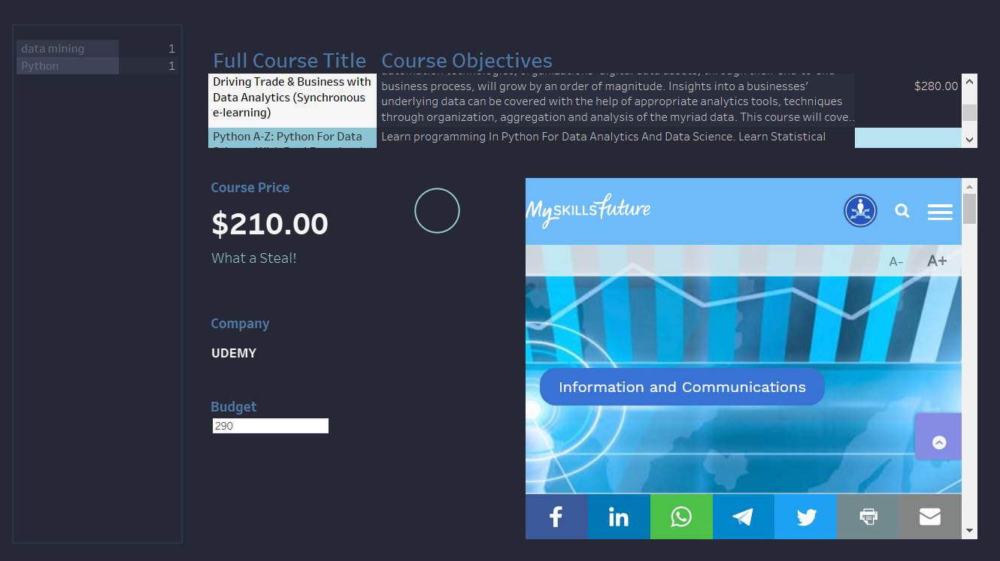 data mining 1
Python 1
Full Course Title Course Objectives
business process, will grow by an order of magnitude. Insights into a businesses’
underlying data can be covered with the help of appropriate analytics tools, techniques
through organization, aggregation and analysis of the myriad data. This course will cove..
$280.00
Driving Trade & Business with
Data Analytics (Synchronous
e-learning)
Python A-Z: Python For Data
Learn programming In Python For Data Analytics And Data Science. Learn Statistical
Course Price
$210.00
What a Steal!
Company
UDEMY
Budget
290
My SKILLS Future
A- A+
Information and Communications